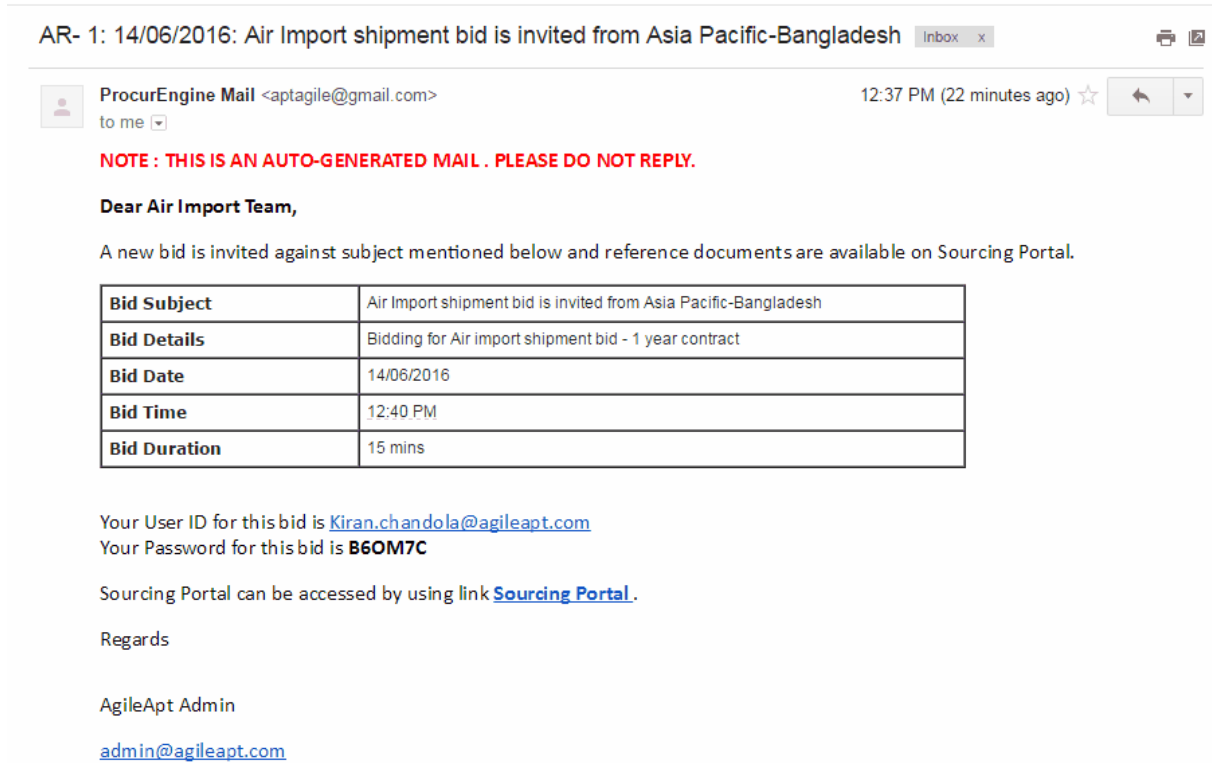 AR- 1: 14/06/2016: Air Import shipment bid is invited from Asia Pacific-Bangladesh Inbox x
ProcurEngine Mail <aptagile@gmail.com> 12:37 PM (22 minutes ago)
to me
NOTE : THIS IS AN AUTO-GENERATED MAIL . PLEASE DO NOT REPLY.
Dear Air Import Team,
A new bid is invited against subject mentioned below and reference documents are available on Sourcing Portal.
Bid Subject Air Import shipment bid is invited from Asia Pacific-Bangladesh
Bid Details Bidding for Air import shipment bid - 1 year contract
Bid Date 14/06/2016
Bid Time 12:40 PM
Bid Duration 15 mins
Your User ID for this bid is Kiran.chandola@agileapt.com
Your Password for this bid is B6OM7C
Sourcing Portal can be accessed by using link Sourcing Portal .
Regards
AgileApt Admin
admin@agileapt.com